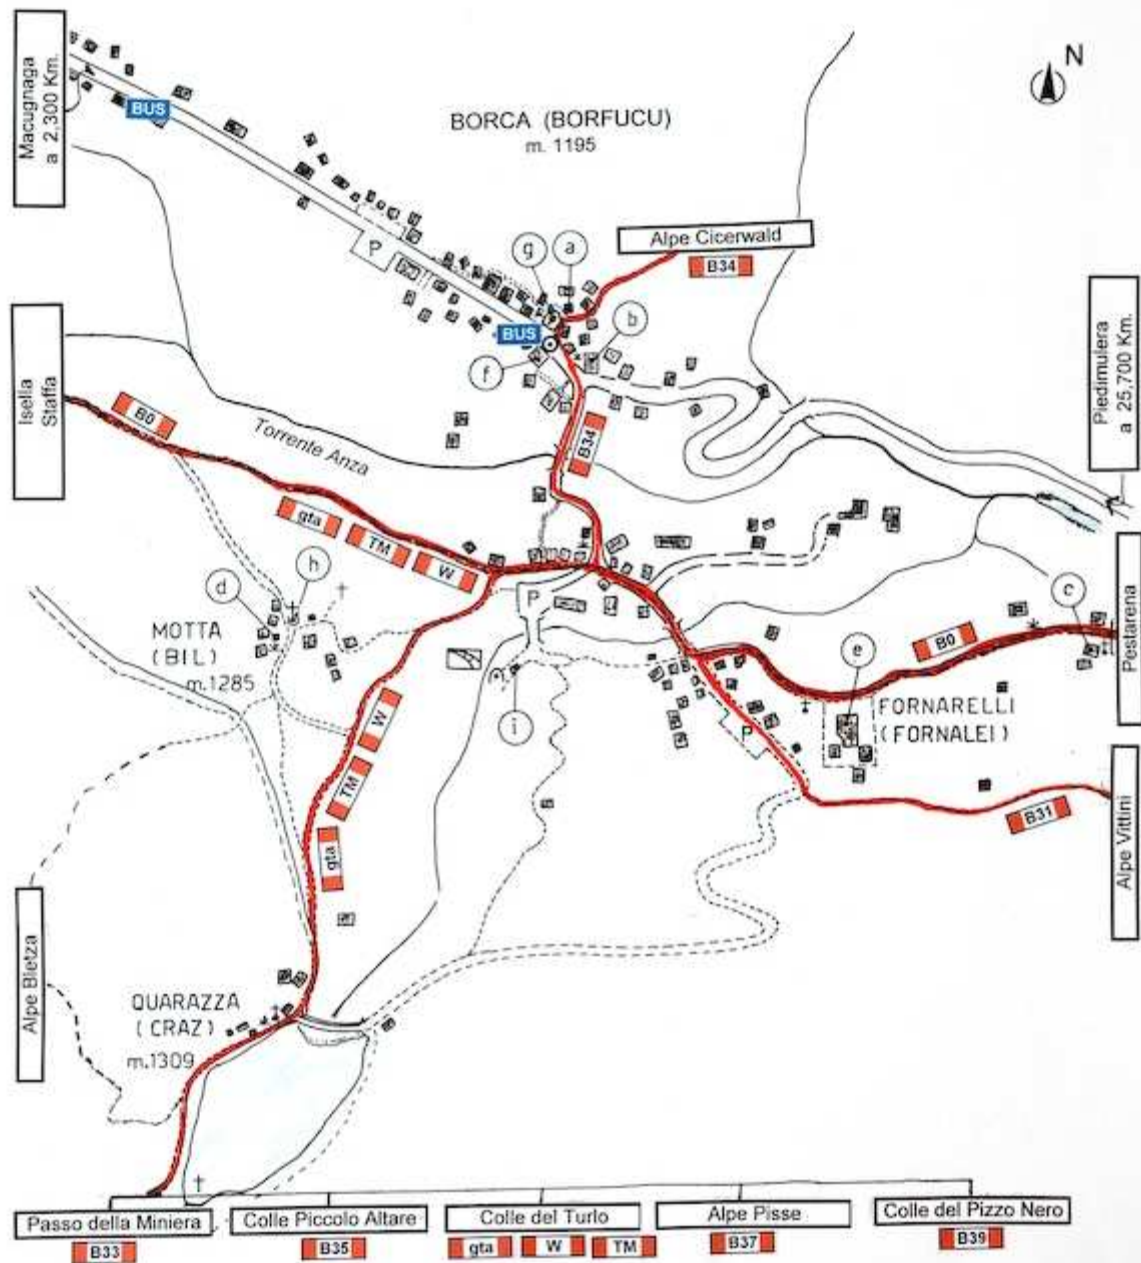 N
Macugnaga
a 2,300 Km.
BUS
BORCA (BORFUCU)
m. 1195
P
g
a
Alpe Cicerwald
B34
b
BUS
f
Piedimulera
a 25,700 Km.
Isella
Staffa
B0
Torrente Anza
B34
gta
TM
W
d
h
MOTTA
(BIL)
m.1285
P
c
Pestarena
B0
e
i
W
FORNARELLI
(FORNALEI)
P
TM
B31
Alpe Vittini
gta
Alpe Bletza
QUARAZZA
(CRAZ)
m.1309
Passo della Miniera
B33
Colle Piccolo Altare
B35
Colle del Turlo
gta
W
TM
Alpe Pisse
B37
Colle del Pizzo Nero
B39